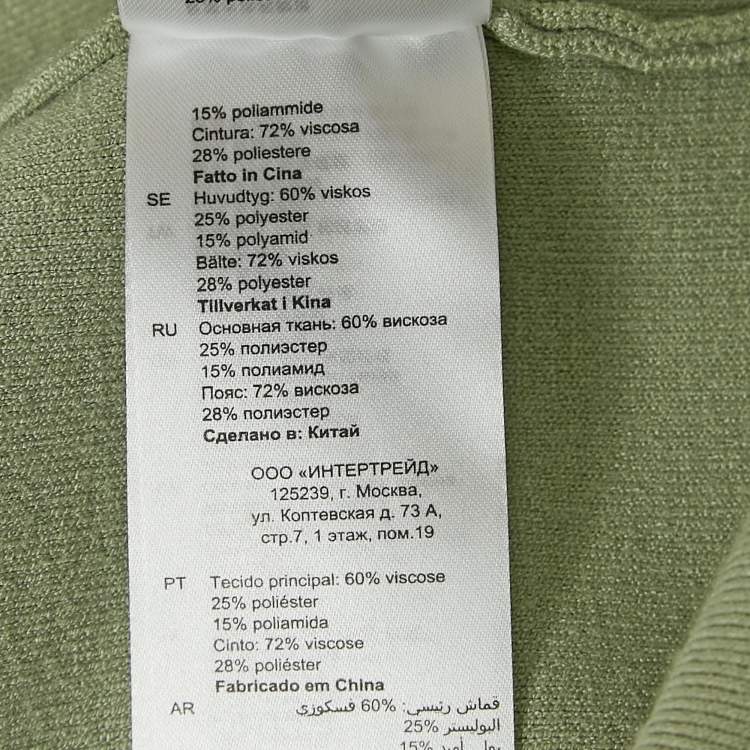 15% poliammide
Cintura: 72% viscosa
28% poliestere
Fatto in Cina
SE Huvudtyg: 60% viskos
25% polyester
15% polyamid
Bälte: 72% viskos
28% polyester
Tillverkat i Kina
RU Основная ткань: 60% вискоза
25% полиэстер
15% полиамид
Пояс: 72% вискоза
28% полиэстер
Сделано в: Китай
ООО «ИНТЕРТРЕЙД»
125239, г. Москва,
ул. Коптевская д. 73 А,
стр.7, 1 этаж, пом.19
PT Tecido principal: 60% viscose
25% poliéster
15% poliamida
Cinto: 72% viscose
28% poliéster
Fabricado em China
AR قماش رئيسي: 60% فسكوزي
البوليستر 25%
15%